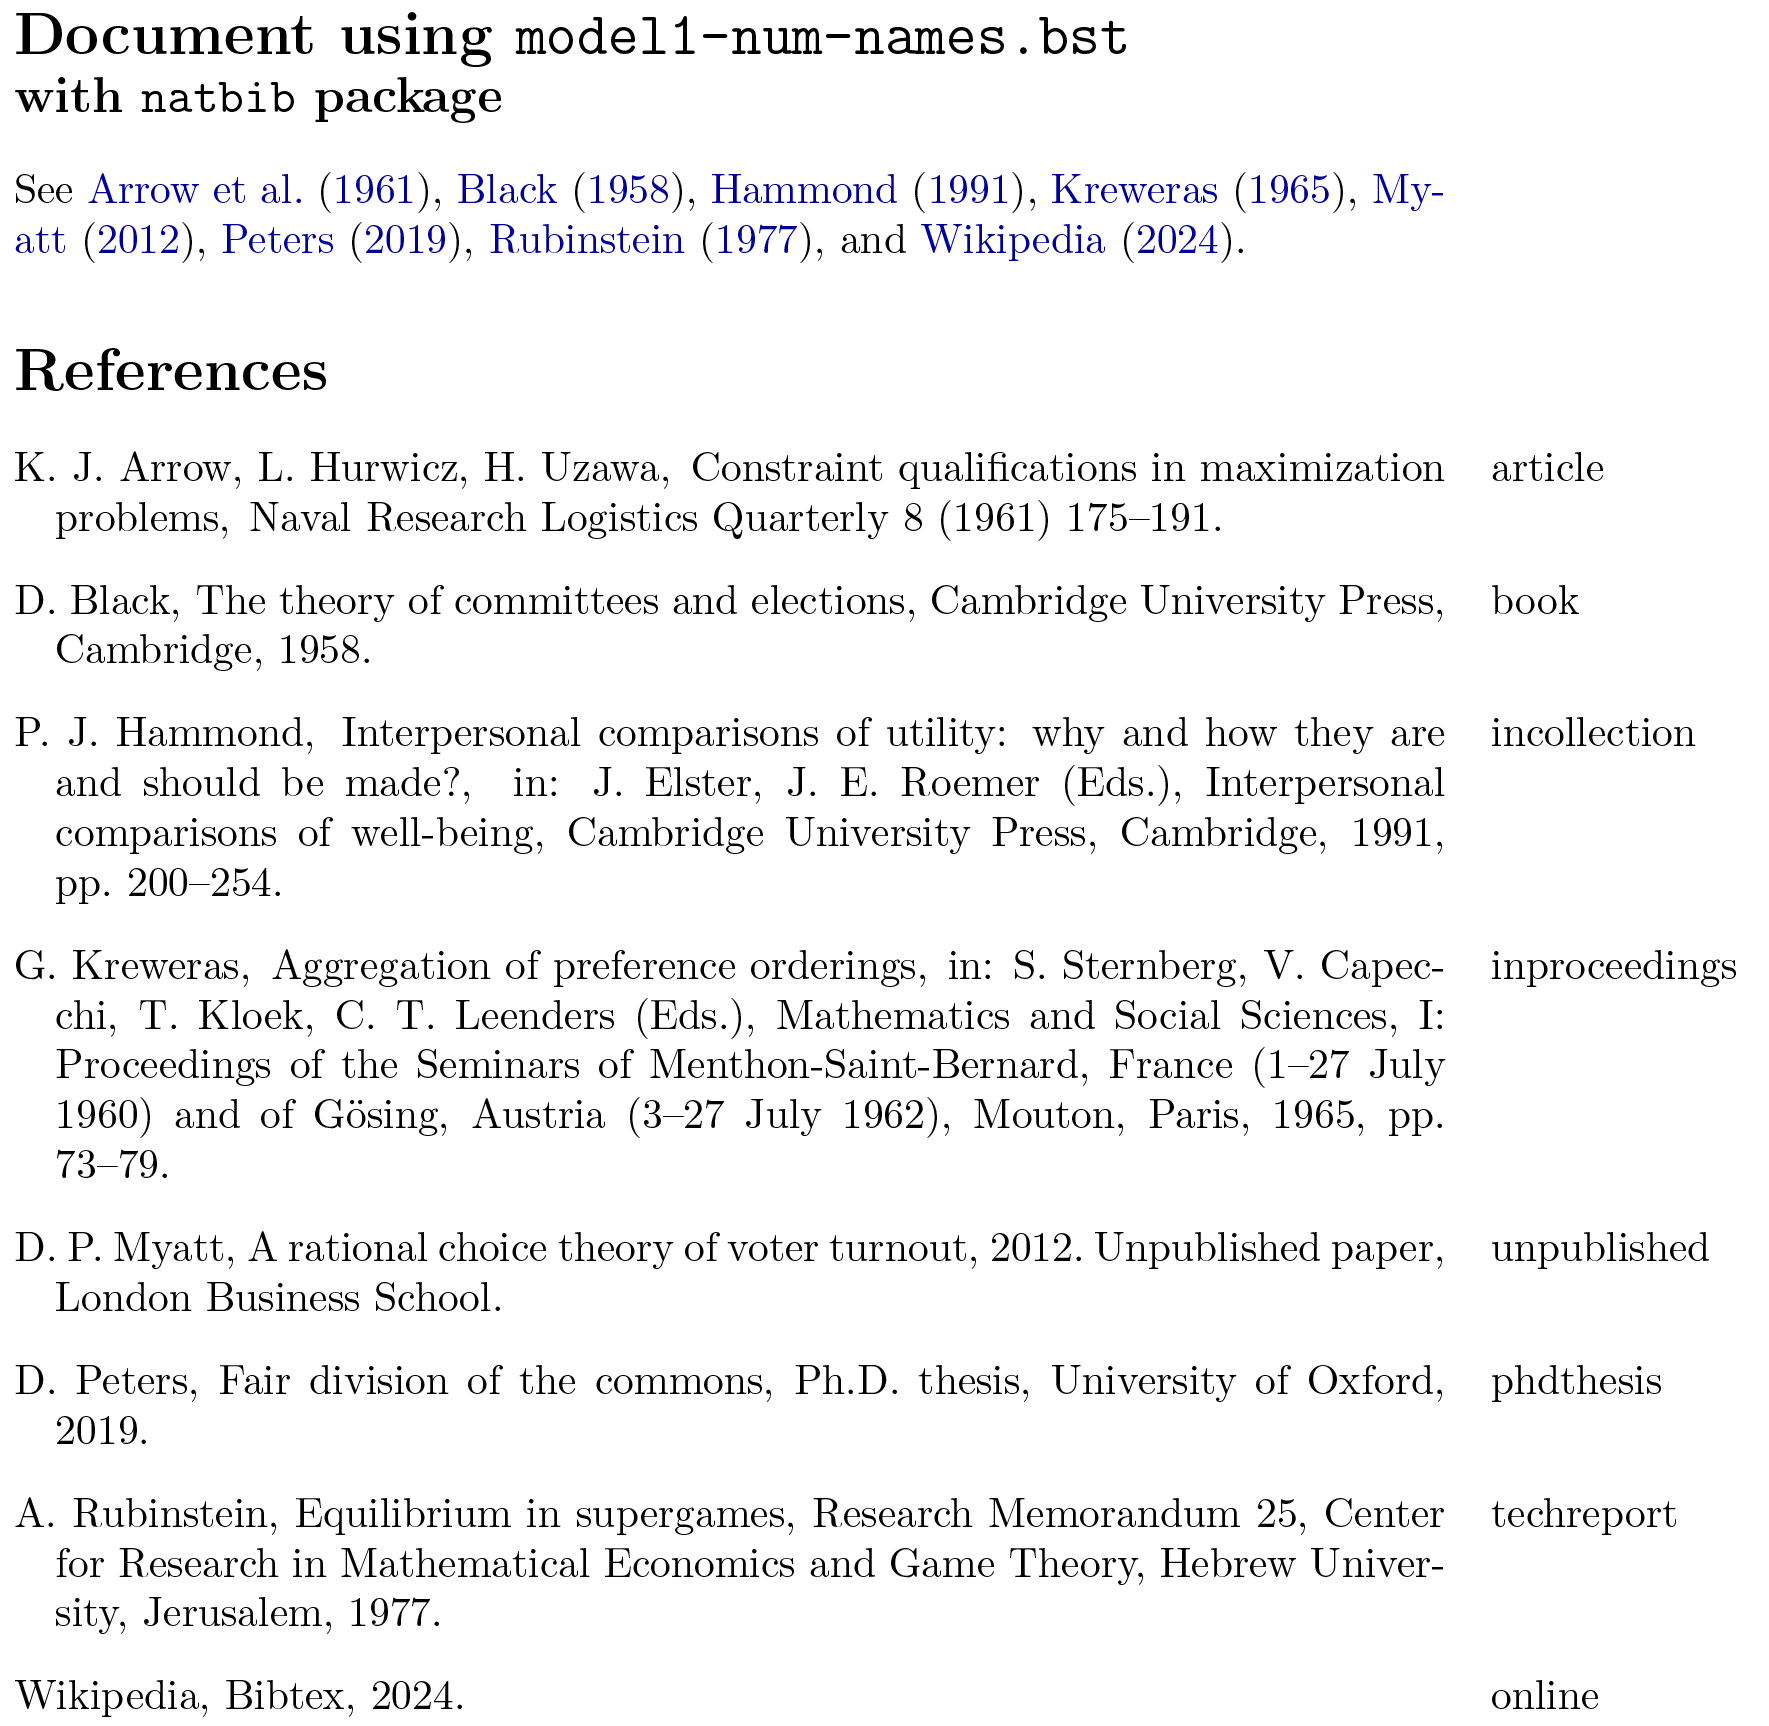 Document using model1-num-names.bst
with natbib package
See Arrow et al. (1961), Black (1958), Hammond (1991), Kreweras (1965), My-
att (2012), Peters (2019), Rubinstein (1977), and Wikipedia (2024).
References
K. J. Arrow, L. Hurwicz, H. Uzawa, Constraint qualifications in maximization article
problems, Naval Research Logistics Quarterly 8 (1961) 175–191.
D. Black, The theory of committees and elections, Cambridge University Press, book
Cambridge, 1958.
P. J. Hammond, Interpersonal comparisons of utility: why and how they are incollection
and should be made?, in: J. Elster, J. E. Roemer (Eds.), Interpersonal
comparisons of well-being, Cambridge University Press, Cambridge, 1991,
pp. 200–254.
G. Kreweras, Aggregation of preference orderings, in: S. Sternberg, V. Capec- inproceedings
chi, T. Kloek, C. T. Leenders (Eds.), Mathematics and Social Sciences, I:
Proceedings of the Seminars of Menthon-Saint-Bernard, France (1–27 July
1960) and of Gösing, Austria (3–27 July 1962), Mouton, Paris, 1965, pp.
73–79.
D. P. Myatt, A rational choice theory of voter turnout, 2012. Unpublished paper, unpublished
London Business School.
D. Peters, Fair division of the commons, Ph.D. thesis, University of Oxford, phdthesis
2019.
A. Rubinstein, Equilibrium in supergames, Research Memorandum 25, Center techreport
for Research in Mathematical Economics and Game Theory, Hebrew Univer-
sity, Jerusalem, 1977.
Wikipedia, Bibtex, 2024. online